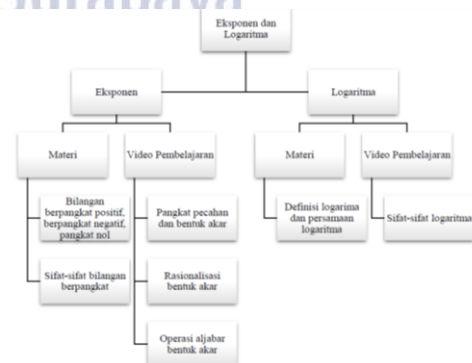 Surabaya
Eksponen dan
Logaritma
Eksponen
Logaritma
Materi
Video Pembelajaran
Materi
Video Pembelajaran
Bilangan
berpangkat positif,
berpangkat negatif,
pangkat nol
Pangkat pecahan
dan bentuk akar
Definisi logarima
dan persamaan
logaritma
Sifat-sifat logaritma
Sifat-sifat bilangan
berpangkat
Rasionalisasi
bentuk akar
Operasi aljabar
bentuk akar